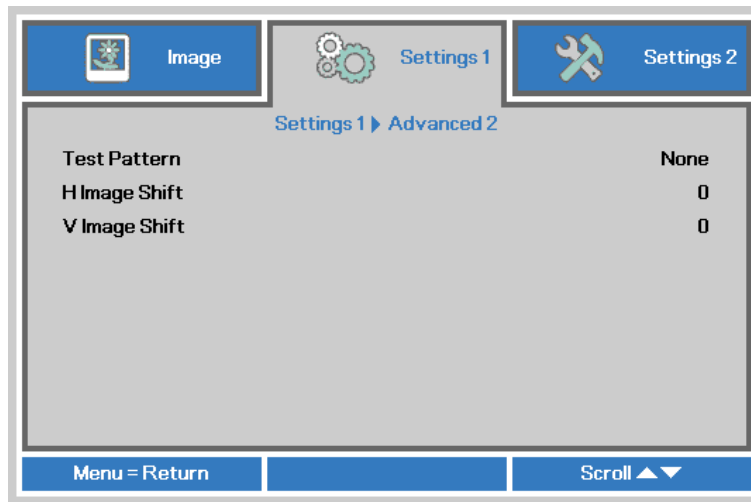 Image
Settings 1
Settings 2
Settings 1 Advanced 2
Test Pattern None
H Image Shift 0
V Image Shift 0
Menu = Return
Scroll